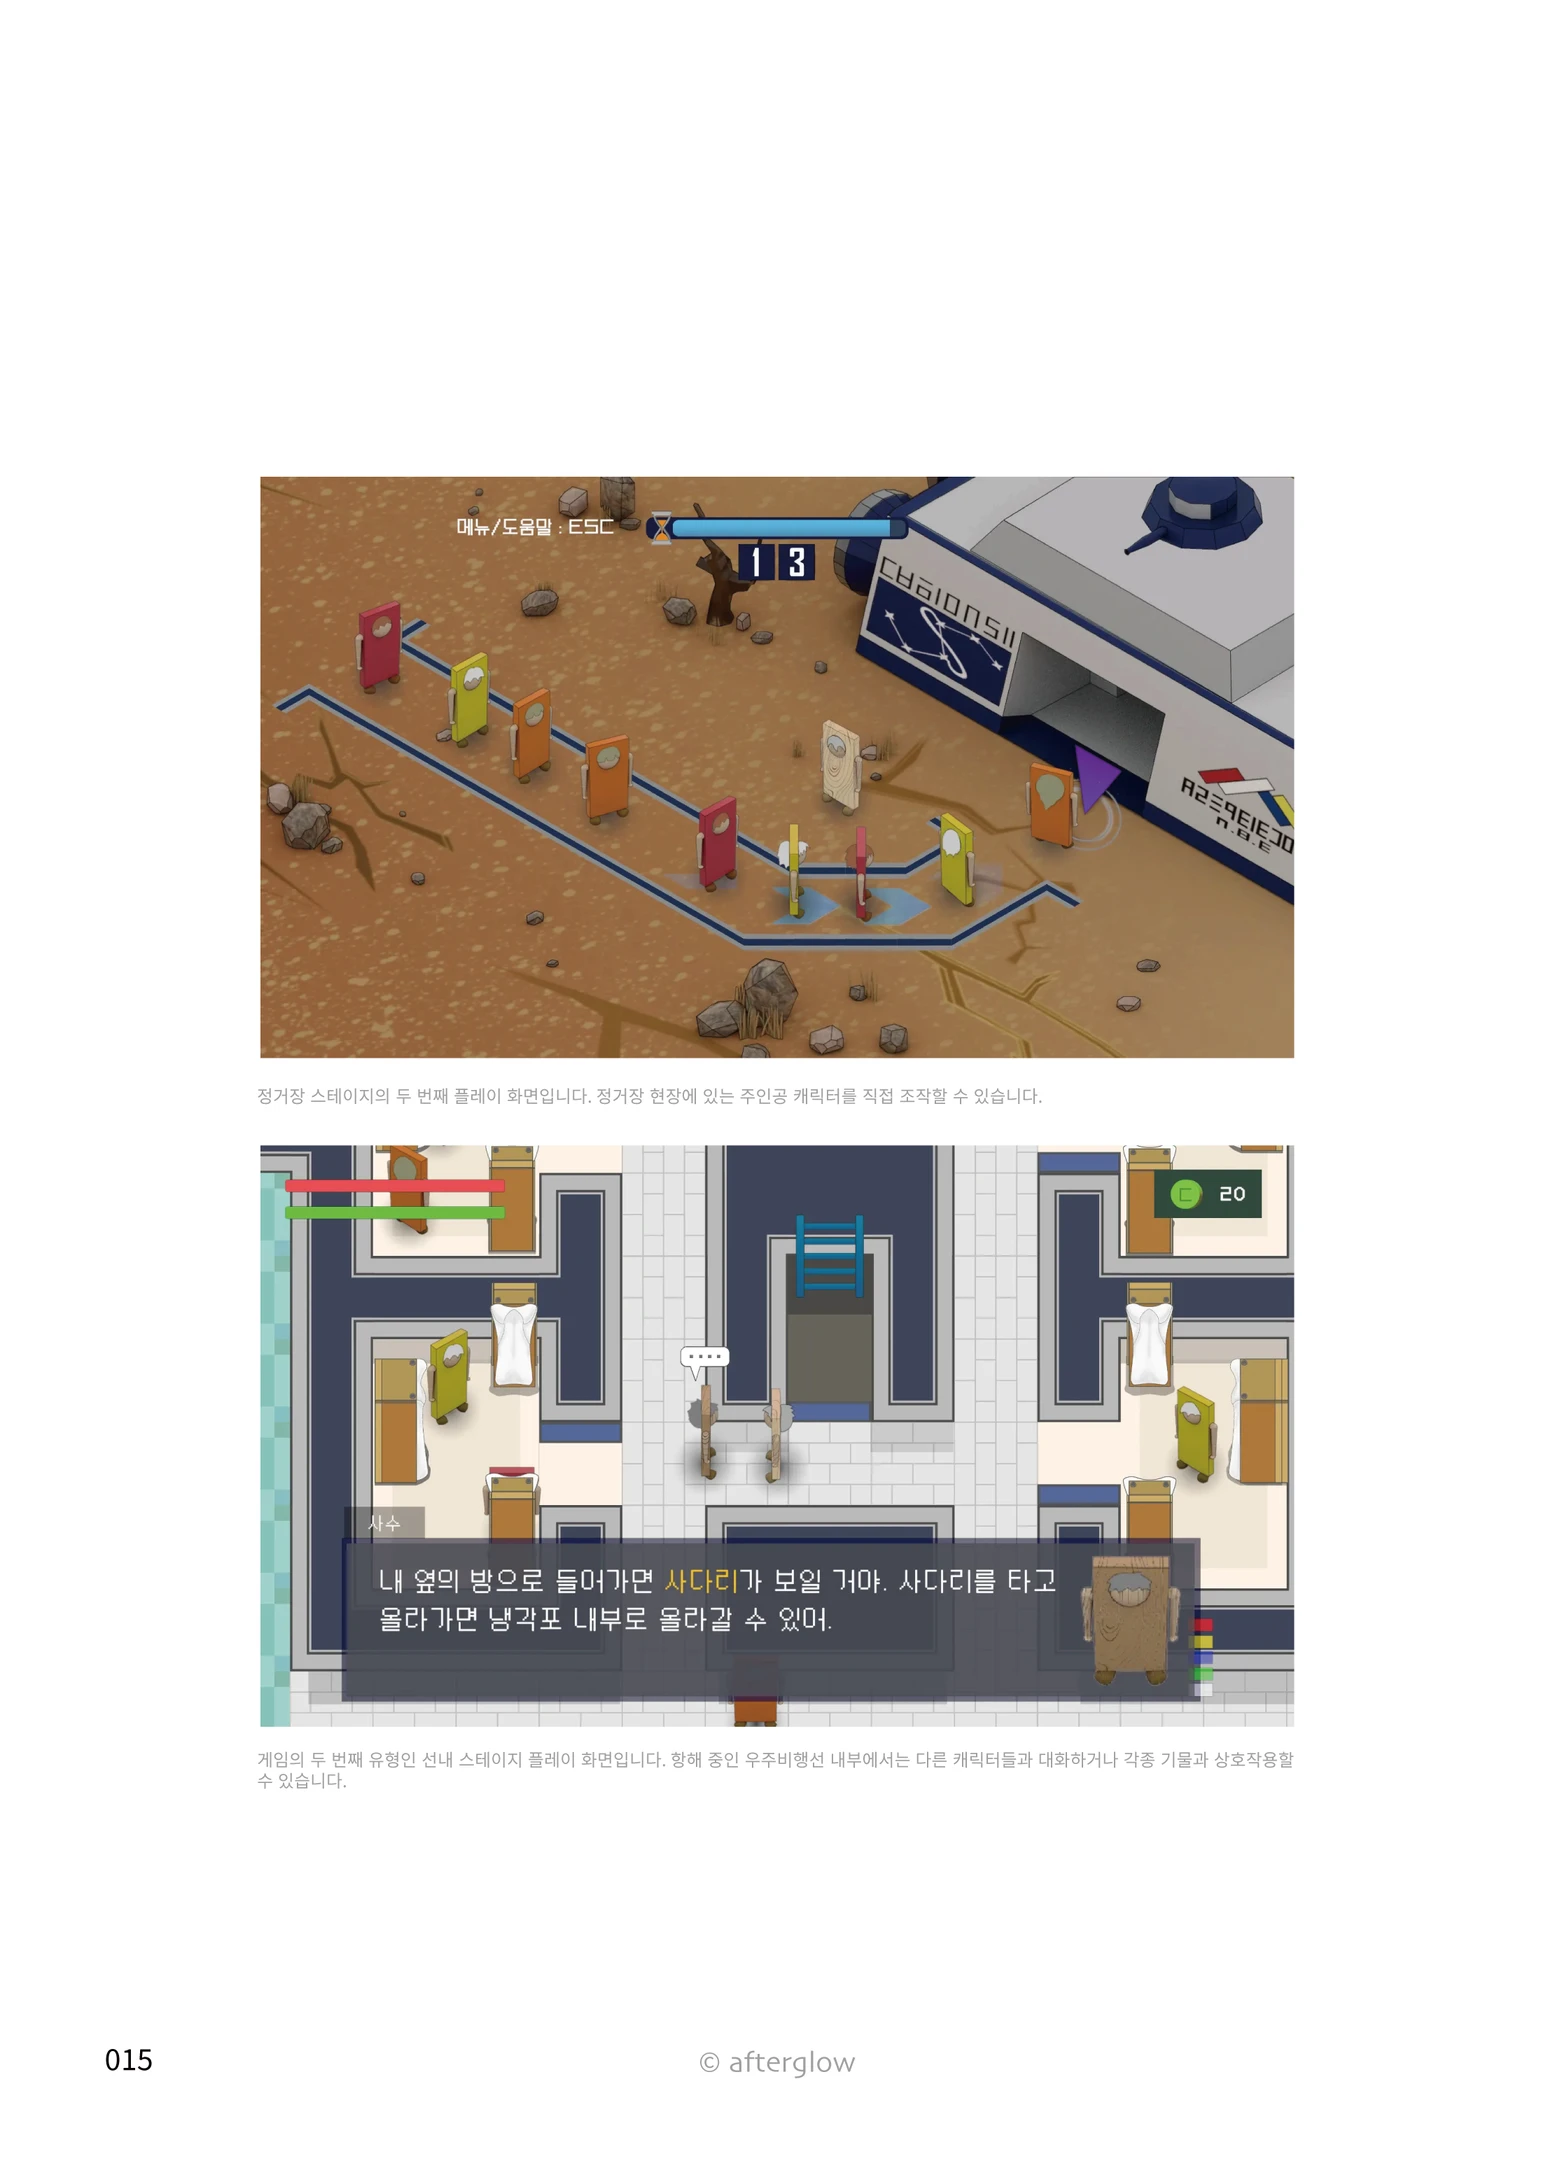 메뉴/도움말 : ESC
1 3
정거장 스테이지의 두 번째 플레이 화면입니다. 정거장 현장에 있는 주인공 캐릭터를 직접 조작할 수 있습니다.
20
사수
내 옆의 방으로 들어가면 사다리가 보일 거야. 사다리를 타고
올라가면 냉각포 내부로 올라갈 수 있어.
게임의 두 번째 유형인 선내 스테이지 플레이 화면입니다. 항해 중인 우주비행선 내부에서는 다른 캐릭터들과 대화하거나 각종 기물과 상호작용할
수 있습니다.
015
© afterglow